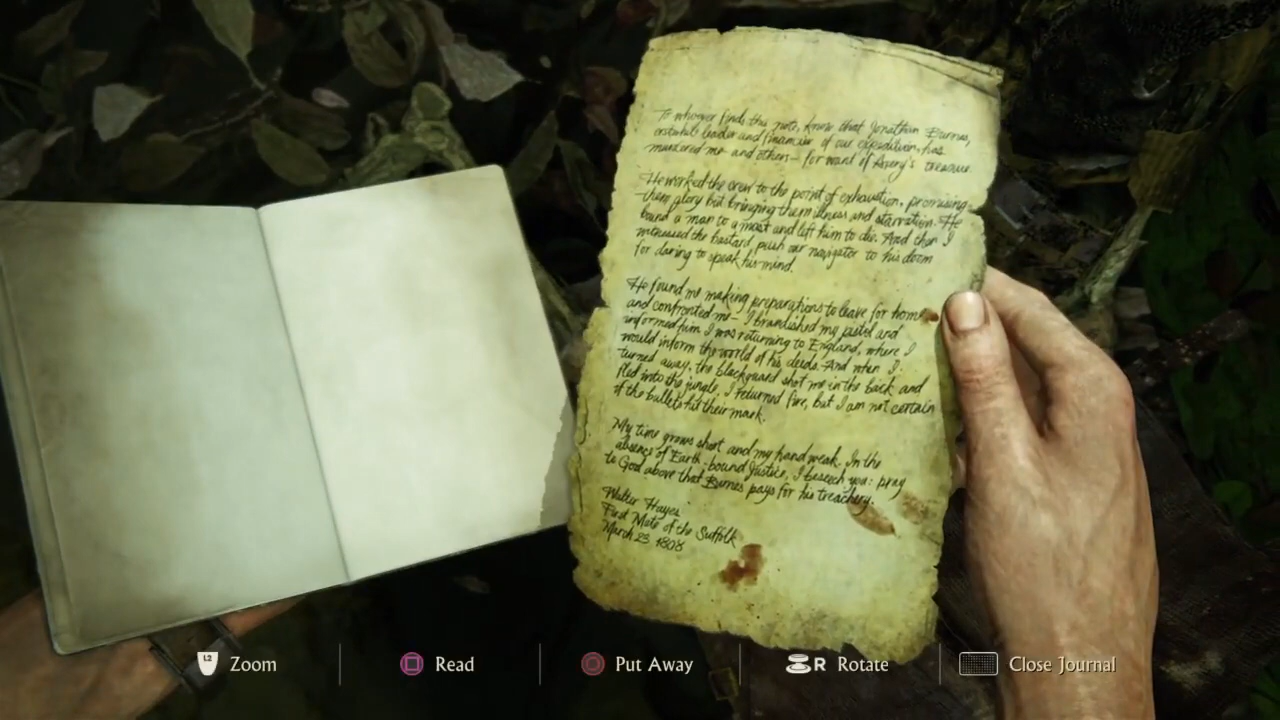 To whoever finds this note, know that Jonathan Burnes,
ostensible leader and financier of our expedition, has
murdered me and others— for want of Avery's treasure.
He worked the crew to the point of exhaustion, promising
them glory but bringing them illness and starvation. He
bound a man to a mast and left him to die. And then I
witnessed the bastard push our navigator to his doom
for daring to speak his mind.
He found me making preparations to leave for home
and confronted me— I brandished my pistol and
informed him I was returning to England, where I
would inform the world of his deeds. And when I
turned away, the blackguard shot me in the back and
fled into the jungle. I returned fire, but I am not certain
if the bullets hit their mark.
My time grows short and my hand weak. In the
absence of Earth-bound justice, I beseech you: pray
to God above that Burnes pays for his treachery.
Walter Hayes
First Mate of the Suffolk
March 23, 1808
L2 Zoom
Read
Put Away
R Rotate
Close Journal